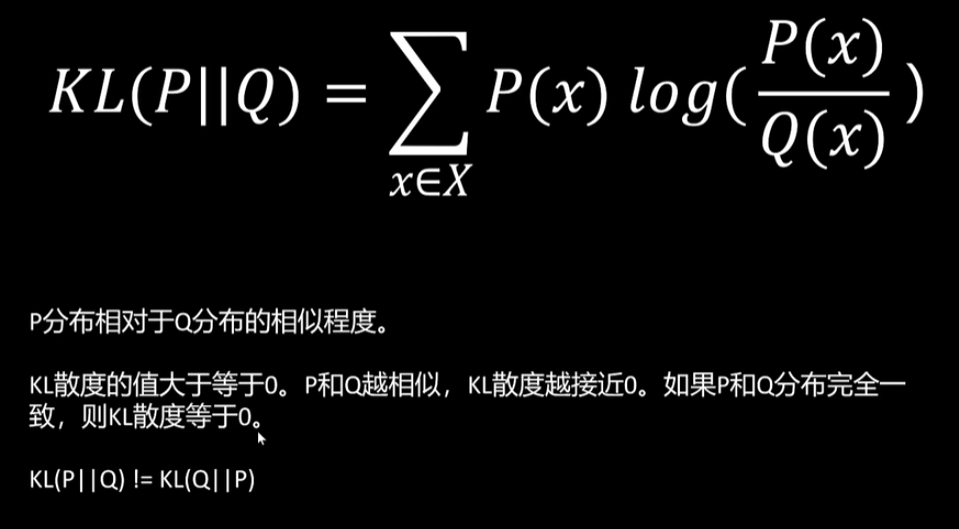 KL(P||Q) = ∑_{x∈X} P(x) log(P(x)/Q(x))
P分布相对于Q分布的相似程度。
KL散度的值大于等于0。P和Q越相似，KL散度越接近0。如果P和Q分布完全一
致，则KL散度等于0。
KL(P||Q) != KL(Q||P)